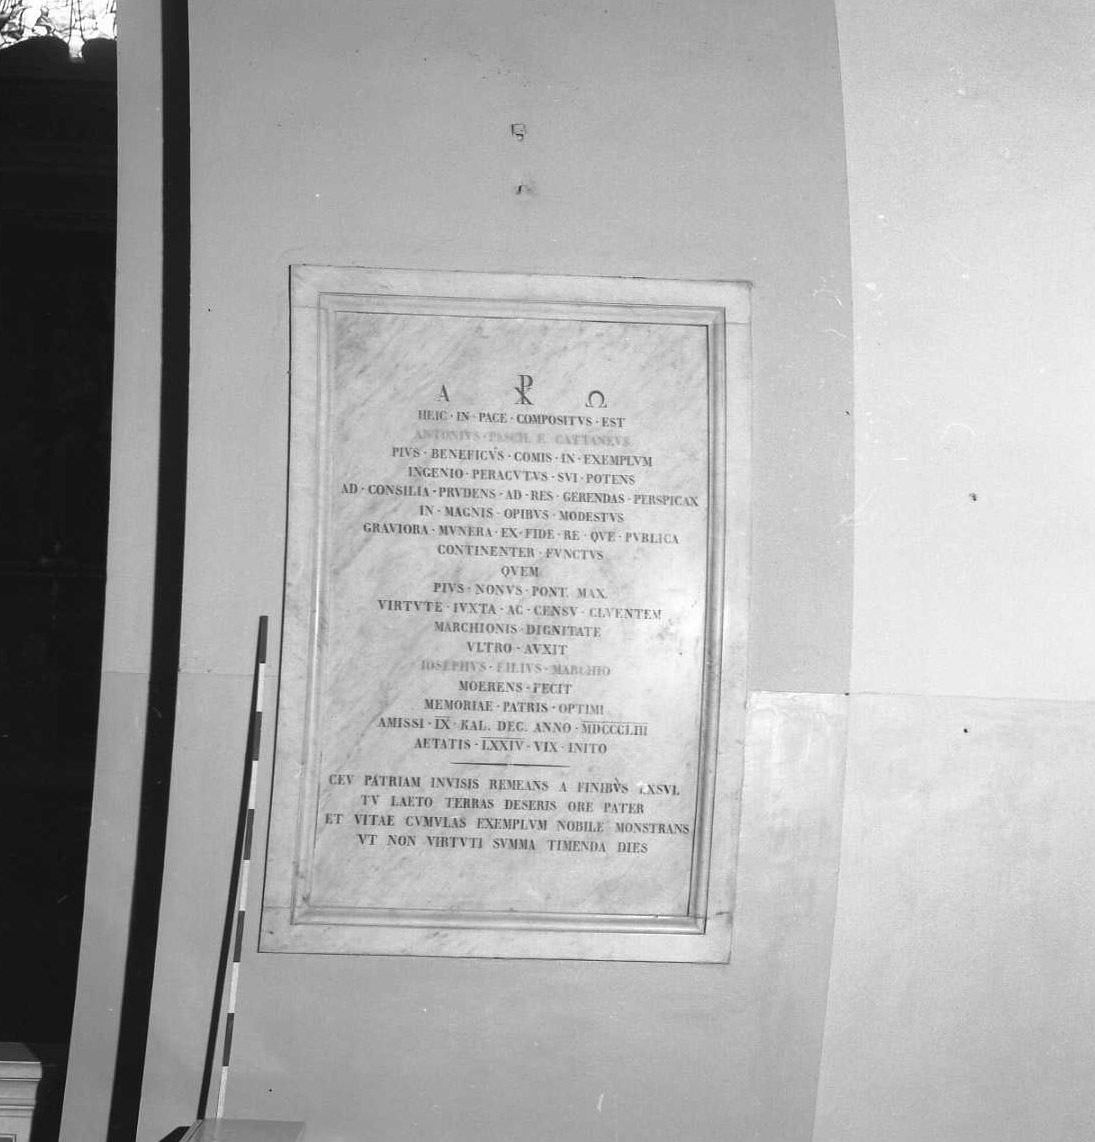 Α ☧ Ω
HEIC · IN · PACE · COMPOSITVS · EST
ANTONIVS · PASCH. F. CATTANEVS
PIVS · BENEFICVS · COMIS · IN · EXEMPLVM
INGENIO · PERACVTVS · SVI · POTENS
AD · CONSILIA · PRVDENS · AD · RES · GERENDAS · PERSPICAX
IN · MAGNIS · OPIBVS · MODESTVS
GRAVIORA · MVNERA · EX · FIDE · RE · QVE · PVBLICA
CONTINENTER · FVNCTVS
QVEM
PIVS · NONVS · PONT. MAX.
VIRTVTE · IVXTA · AC · CENSV · CLVENTEM
MARCHIONIS · DIGNITATE
VLTRO · AVXIT
IOSEPHVS · FILIVS · MARCHIO
MOERENS · FECIT
MEMORIAE · PATRIS · OPTIMI
AMISSI · IX · KAL. DEC. ANNO · MDCCCLIII
AETATIS · LXXIV · VIX · INITO
CEV PATRIAM INVISIS REMEANS A FINIBVS EXSVL
TV LAETO TERRAS DESERIS ORE PATER
ET VITAE CVMVLAS EXEMPLVM NOBILE MONSTRANS
VT NON VIRTVTI SVMMA TIMENDA DIES